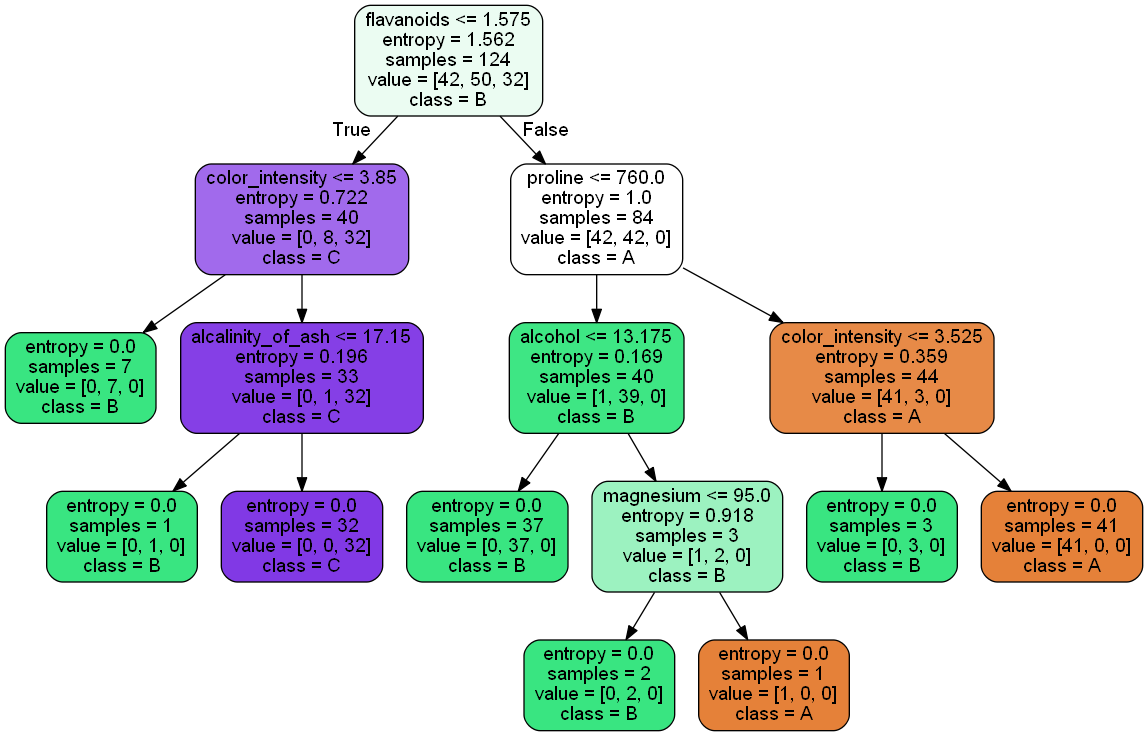 flavanoids <= 1.575
entropy = 1.562
samples = 124
value = [42, 50, 32]
class = B
True
False
color_intensity <= 3.85
entropy = 0.722
samples = 40
value = [0, 8, 32]
class = C
proline <= 760.0
entropy = 1.0
samples = 84
value = [42, 42, 0]
class = A
entropy = 0.0
samples = 7
value = [0, 7, 0]
class = B
alcalinity_of_ash <= 17.15
entropy = 0.196
samples = 33
value = [0, 1, 32]
class = C
alcohol <= 13.175
entropy = 0.169
samples = 40
value = [1, 39, 0]
class = B
color_intensity <= 3.525
entropy = 0.359
samples = 44
value = [41, 3, 0]
class = A
entropy = 0.0
samples = 1
value = [0, 1, 0]
class = B
entropy = 0.0
samples = 32
value = [0, 0, 32]
class = C
entropy = 0.0
samples = 37
value = [0, 37, 0]
class = B
magnesium <= 95.0
entropy = 0.918
samples = 3
value = [1, 2, 0]
class = B
entropy = 0.0
samples = 3
value = [0, 3, 0]
class = B
entropy = 0.0
samples = 41
value = [41, 0, 0]
class = A
entropy = 0.0
samples = 2
value = [0, 2, 0]
class = B
entropy = 0.0
samples = 1
value = [1, 0, 0]
class = A